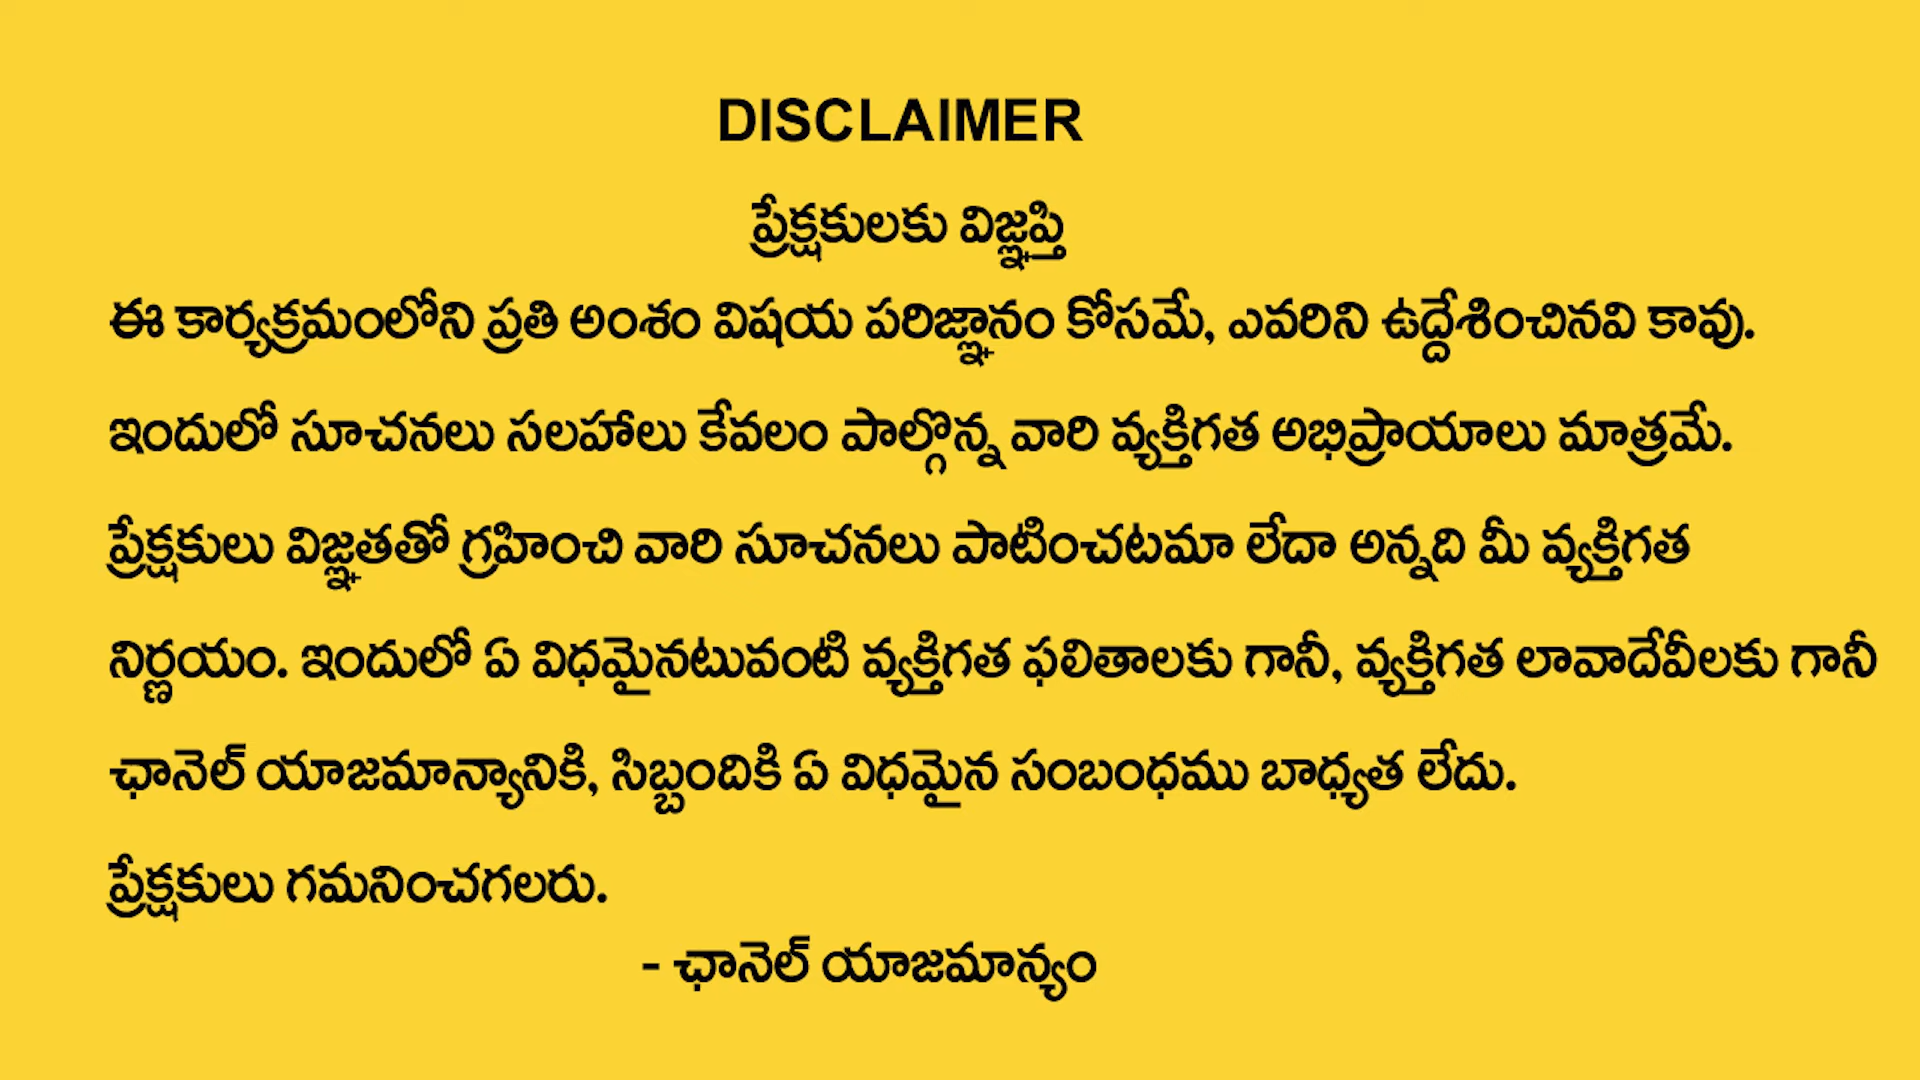 DISCLAIMER
ప్రేక్షకులకు విజ్ఞప్తి
ఈ కార్యక్రమంలోని ప్రతి అంశం విషయ పరిజ్ఞానం కోసమే, ఎవరిని ఉద్దేశించినవి కావు.
ఇందులో సూచనలు సలహాలు కేవలం పాల్గొన్న వారి వ్యక్తిగత అభిప్రాయాలు మాత్రమే.
ప్రేక్షకులు విజ్ఞతతో గ్రహించి వారి సూచనలు పాటించటమా లేదా అన్నది మీ వ్యక్తిగత
నిర్ణయం. ఇందులో ఏ విధమైనటువంటి వ్యక్తిగత ఫలితాలకు గానీ, వ్యక్తిగత లావాదేవీలకు గానీ
ఛానెల్ యాజమాన్యానికి, సిబ్బందికి ఏ విధమైన సంబంధము బాధ్యత లేదు.
ప్రేక్షకులు గమనించగలరు.
- ఛానెల్ యాజమాన్యం